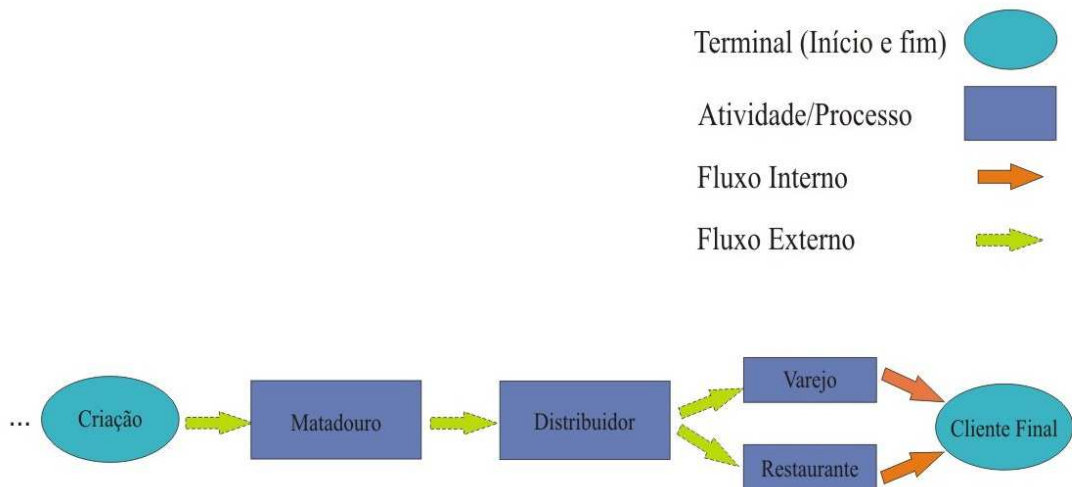 Terminal (Início e fim)
Atividade/Processo
Fluxo Interno
Fluxo Externo
...
Criação
Matadouro
Distribuidor
Varejo
Restaurante
Cliente Final